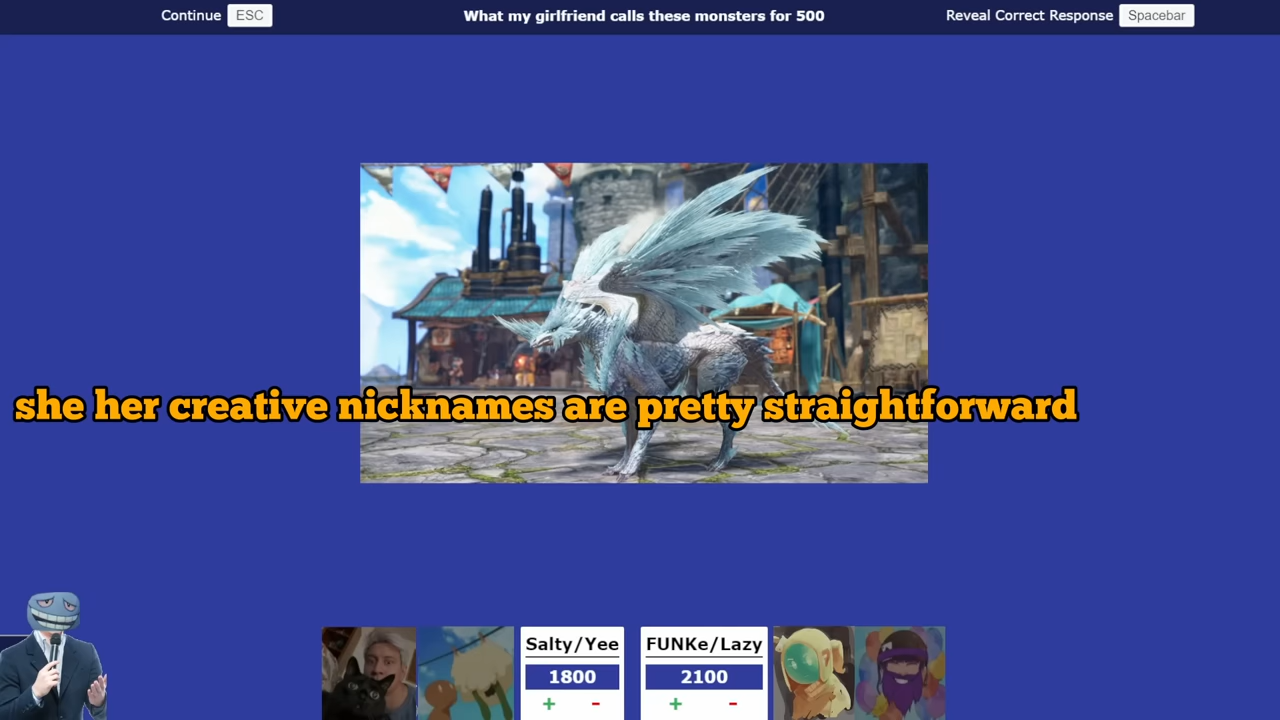 Continue ESC
What my girlfriend calls these monsters for 500
Reveal Correct Response Spacebar
she her creative nicknames are pretty straightforward
Salty/Yee
1800
+ -
FUNKe/Lazy
2100
+ -